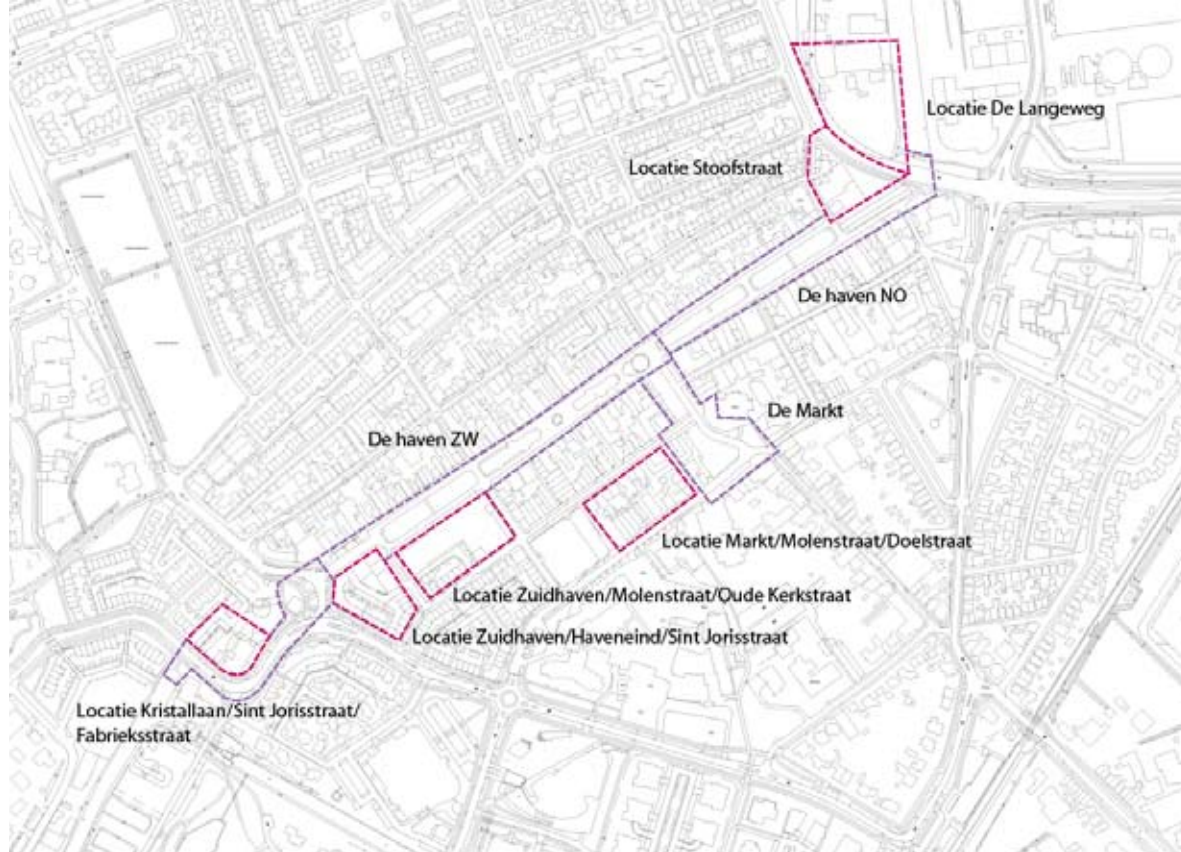 Locatie De Langeweg
Locatie Stoofstraat
De haven NO
De Markt
De haven ZW
Locatie Markt/Molenstraat/Doelstraat
Locatie Zuidhaven/Molenstraat/Oude Kerkstraat
Locatie Zuidhaven/Haveneind/Sint Jorisstraat
Locatie Kristallaan/Sint Jorisstraat/
Fabrieksstraat